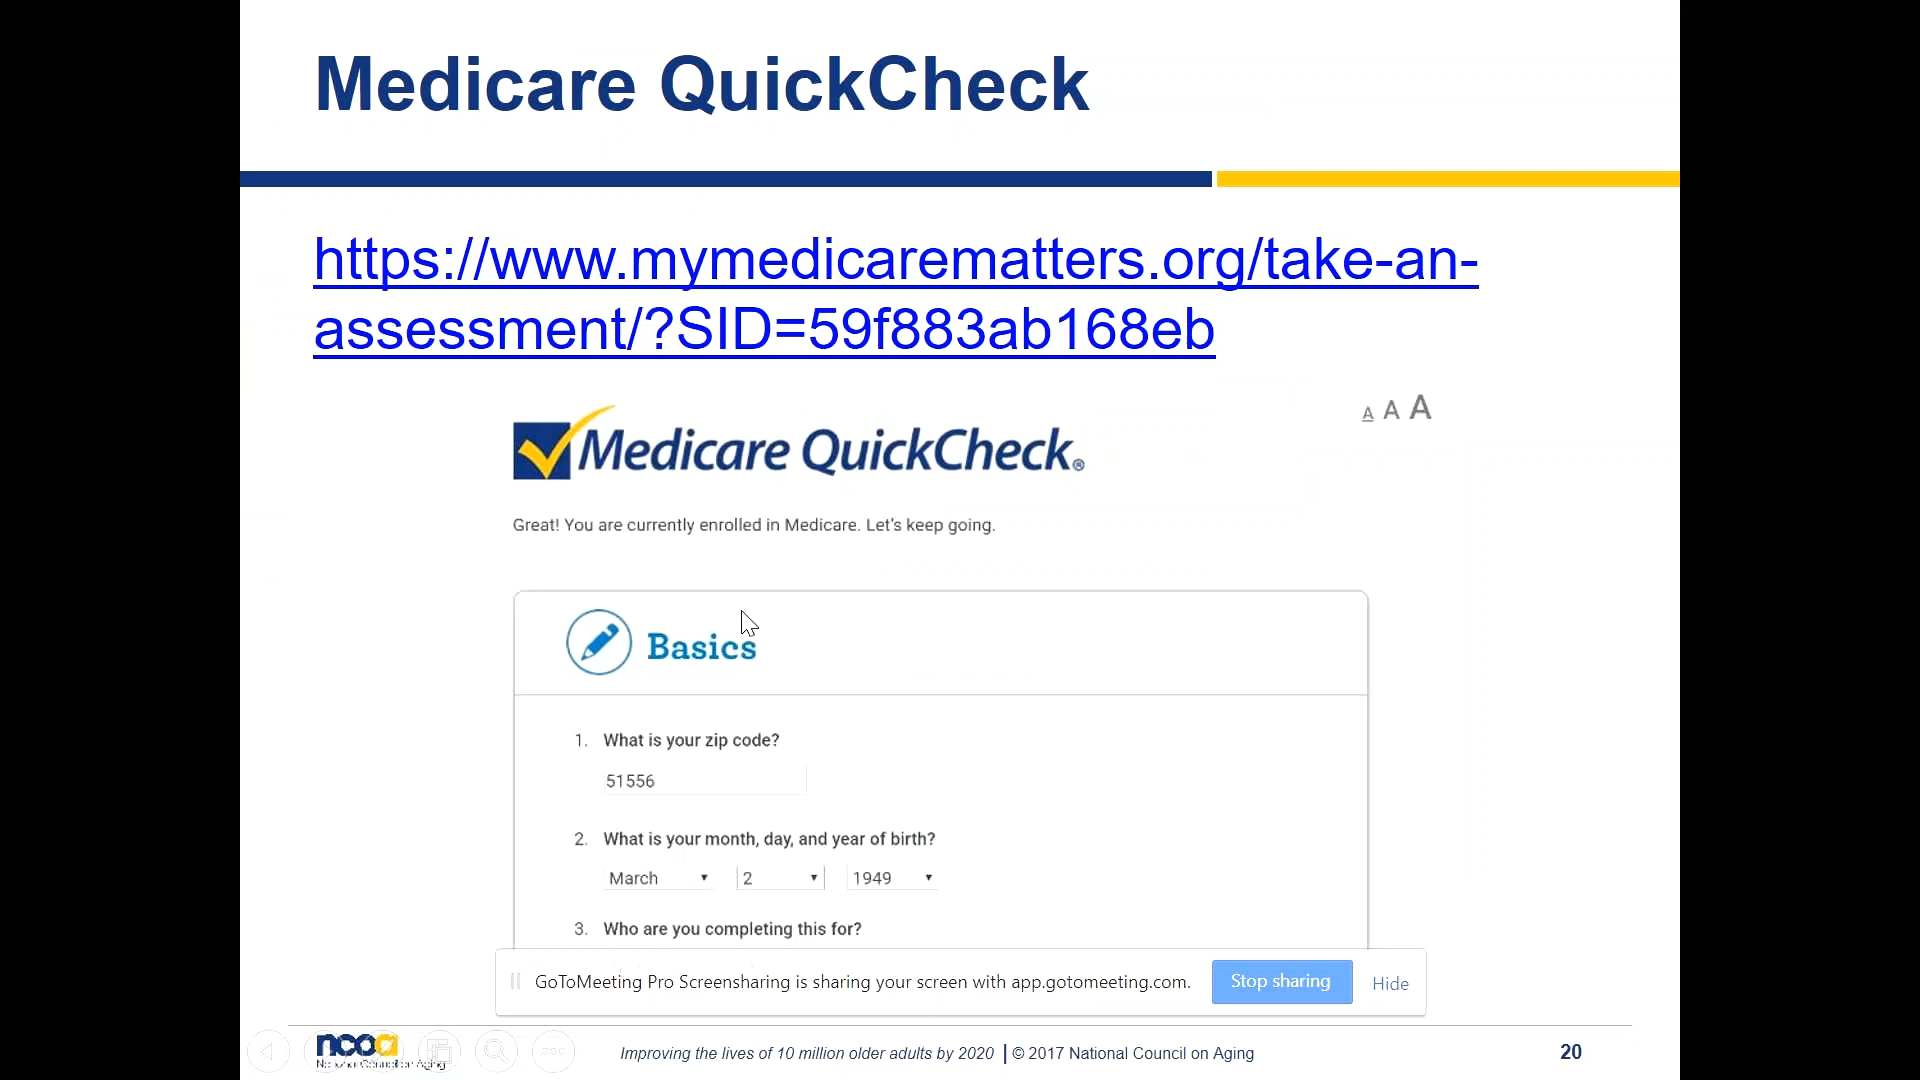 Medicare QuickCheck
https://www.mymedicarematters.org/take-an-
assessment/?SID=59f883ab168eb
A A A
Medicare QuickCheck®
Great! You are currently enrolled in Medicare. Let's keep going.
Basics
1. What is your zip code?
51556
2. What is your month, day, and year of birth?
March 2 1949
3. Who are you completing this for?
GoToMeeting Pro Screensharing is sharing your screen with app.gotomeeting.com. Stop sharing Hide
ncoa
National Council on Aging
Improving the lives of 10 million older adults by 2020 | © 2017 National Council on Aging 20